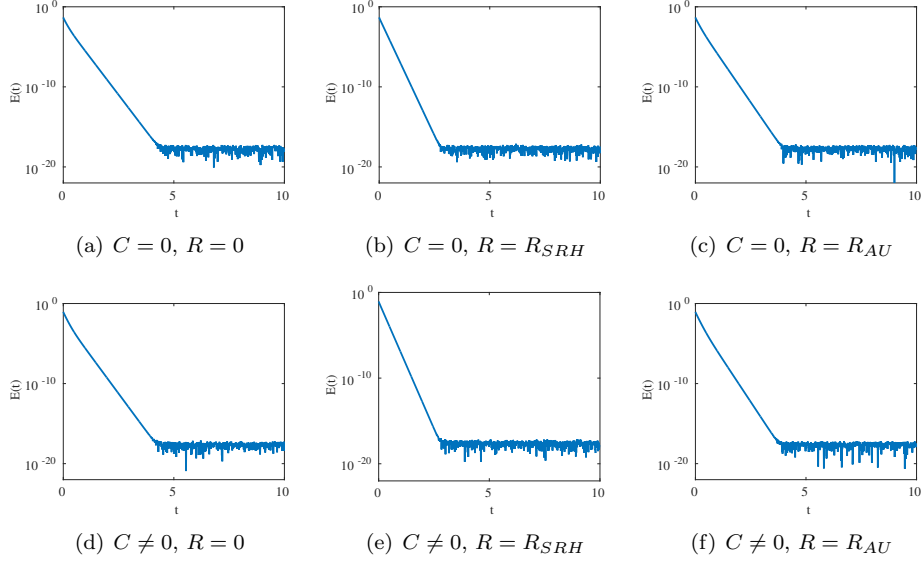 10^0
10^-10
10^-20
E(t)
0 5 10
t
(a) C = 0, R = 0
10^0
10^-10
10^-20
E(t)
0 5 10
t
(b) C = 0, R = R_SRH
10^0
10^-10
10^-20
E(t)
0 5 10
t
(c) C = 0, R = R_AU
10^0
10^-10
10^-20
E(t)
0 5 10
t
(d) C ≠ 0, R = 0
10^0
10^-10
10^-20
E(t)
0 5 10
t
(e) C ≠ 0, R = R_SRH
10^0
10^-10
10^-20
E(t)
0 5 10
t
(f) C ≠ 0, R = R_AU